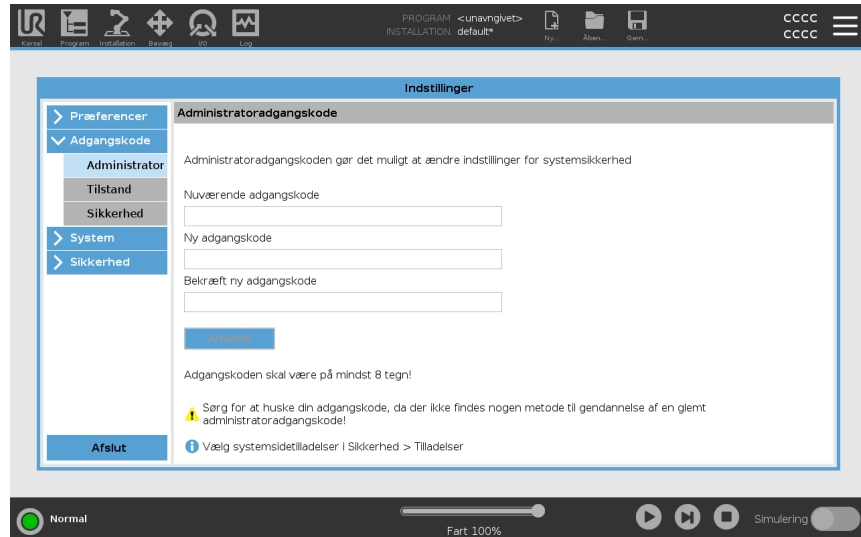 UR
Kørsel
Program
Installation
Bevæg
I/O
Log
PROGRAM <unavngivet>
INSTALLATION default*
Ny...
Åben...
Gem...
CCCC
CCCC
Indstillinger
Præferencer
Adgangskode
Administrator
Tilstand
Sikkerhed
System
Sikkerhed
Afslut
Administratoradgangskode
Administratoradgangskoden gør det muligt at ændre indstillinger for systemsikkerhed
Nuværende adgangskode
Ny adgangskode
Bekræft ny adgangskode
Anvend
Adgangskoden skal være på mindst 8 tegn!
Sørg for at huske din adgangskode, da der ikke findes nogen metode til gendannelse af en glemt
administratoradgangskode!
Vælg systemsidetilladelser i Sikkerhed > Tilladelser
Normal
Fart 100%
Simulering